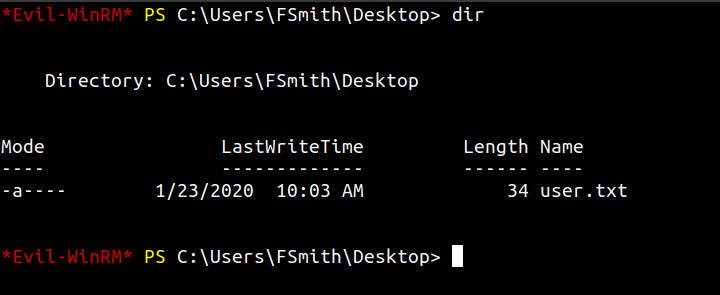 *Evil-WinRM* PS C:\Users\FSmith\Desktop> dir
Directory: C:\Users\FSmith\Desktop
Mode LastWriteTime Length Name
---- ------------- ------ ----
-a---- 1/23/2020 10:03 AM 34 user.txt
*Evil-WinRM* PS C:\Users\FSmith\Desktop>